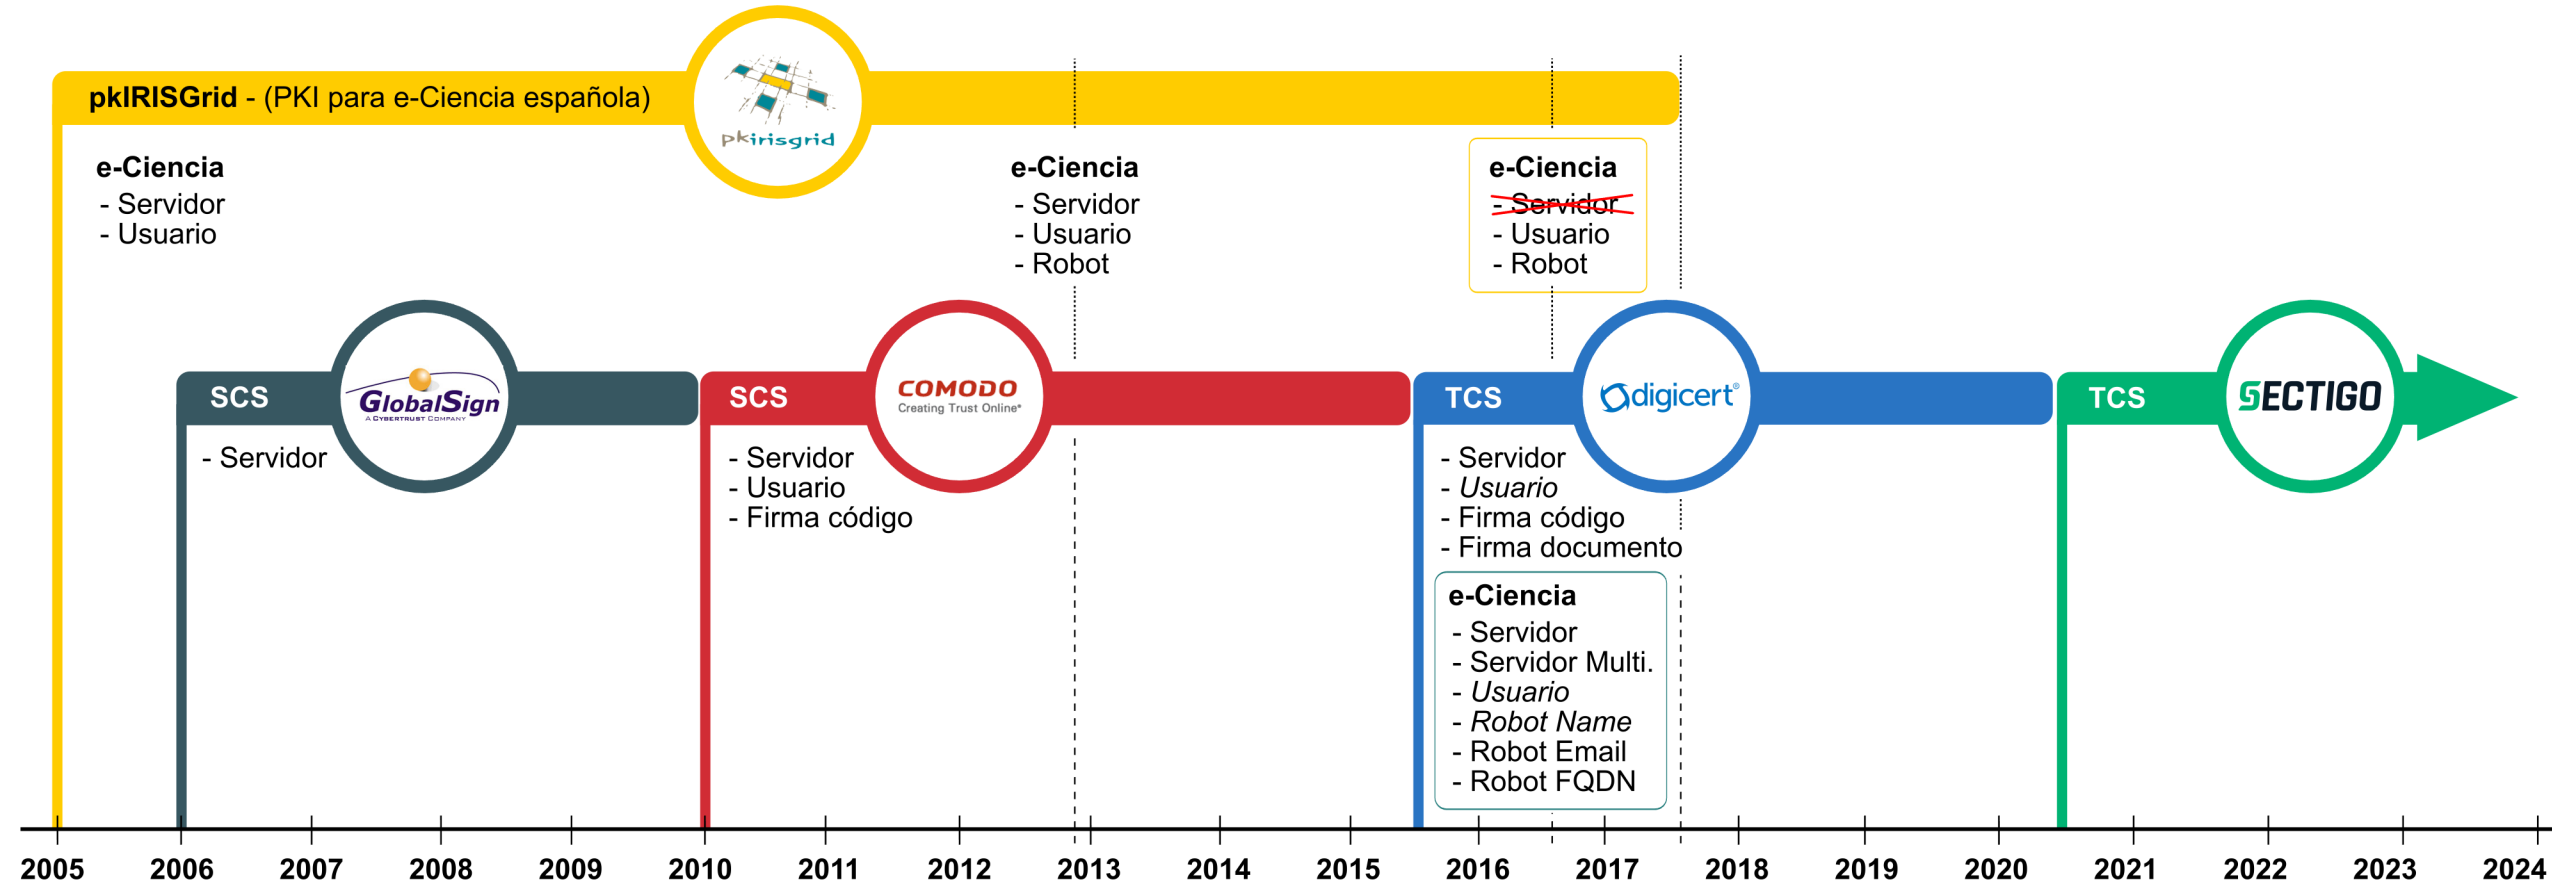 pkIRISGrid - (PKI para e-Ciencia española)
pkirisgrid
e-Ciencia
- Servidor
- Usuario
e-Ciencia
- Servidor
- Usuario
- Robot
e-Ciencia
- Servidor
- Usuario
- Robot
SCS
GlobalSign
A CYBERTRUST COMPANY
- Servidor
SCS
COMODO
Creating Trust Online*
- Servidor
- Usuario
- Firma código
TCS
digicert®
- Servidor
- Usuario
- Firma código
- Firma documento
e-Ciencia
- Servidor
- Servidor Multi.
- Usuario
- Robot Name
- Robot Email
- Robot FQDN
TCS
SECTIGO
2005 2006 2007 2008 2009 2010 2011 2012 2013 2014 2015 2016 2017 2018 2019 2020 2021 2022 2023 2024